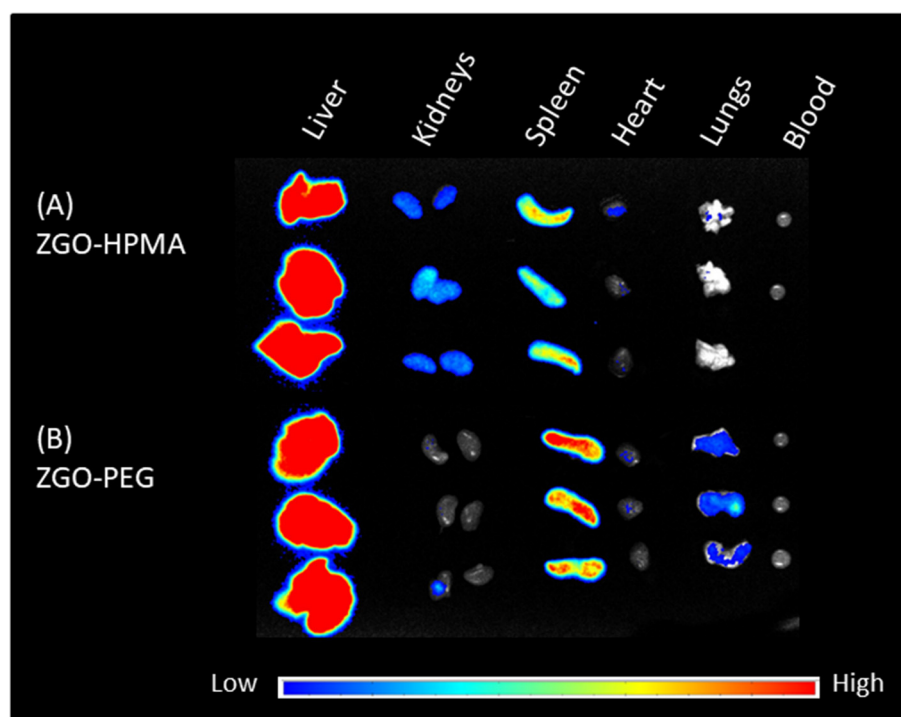 Liver
Kidneys
Spleen
Heart
Lungs
Blood
(A)
ZGO-HPMA
(B)
ZGO-PEG
Low
High